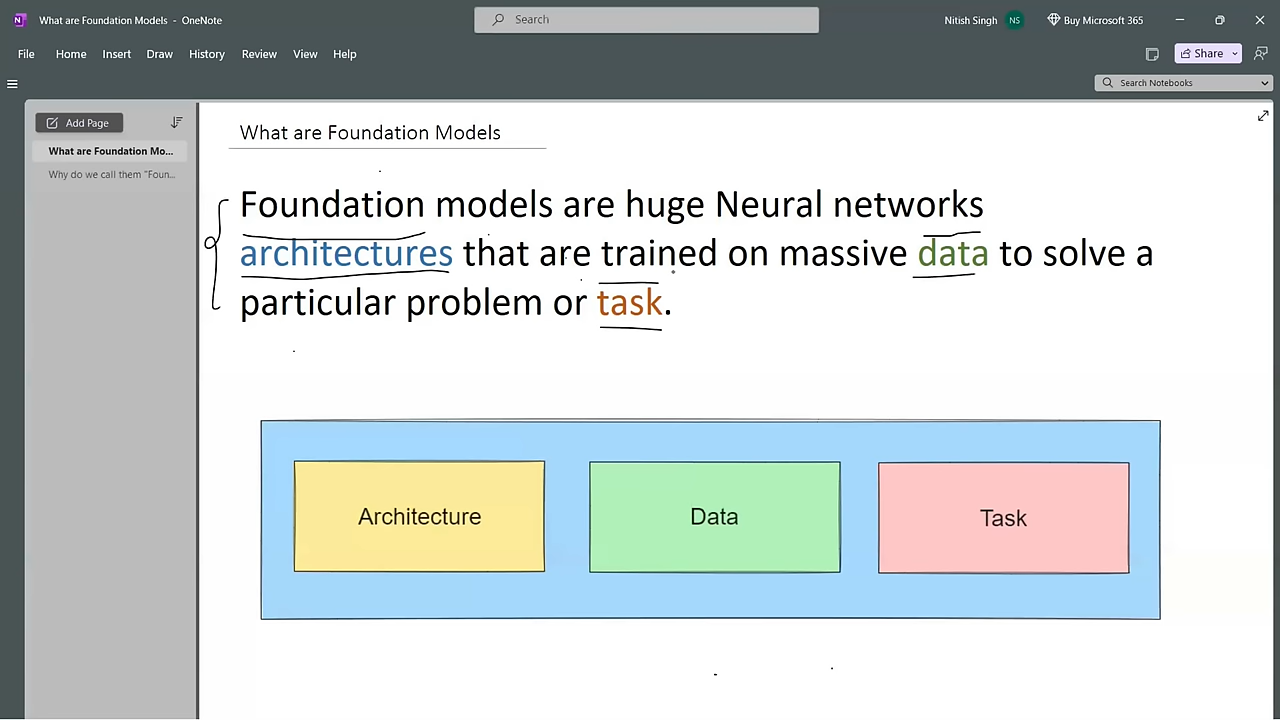 What are Foundation Models - OneNote
Search
Nitish Singh NS Buy Microsoft 365
File Home Insert Draw History Review View Help
Share
Search Notebooks
Add Page
What are Foundation Mo...
Why do we call them "Foun...
What are Foundation Models
Foundation models are huge Neural networks
architectures that are trained on massive data to solve a
particular problem or task.
Architecture Data Task